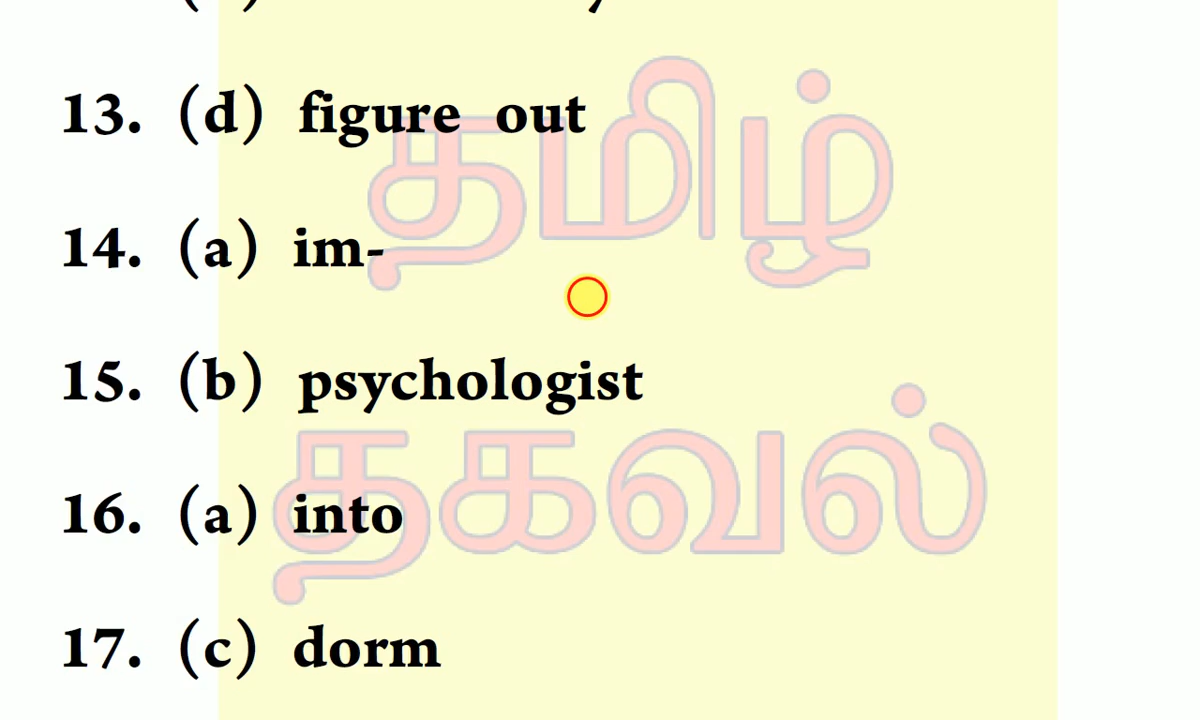 13. (d) figure out
தமிழ்
14. (a) im-
15. (b) psychologist
தகவல்
16. (a) into
17. (c) dorm